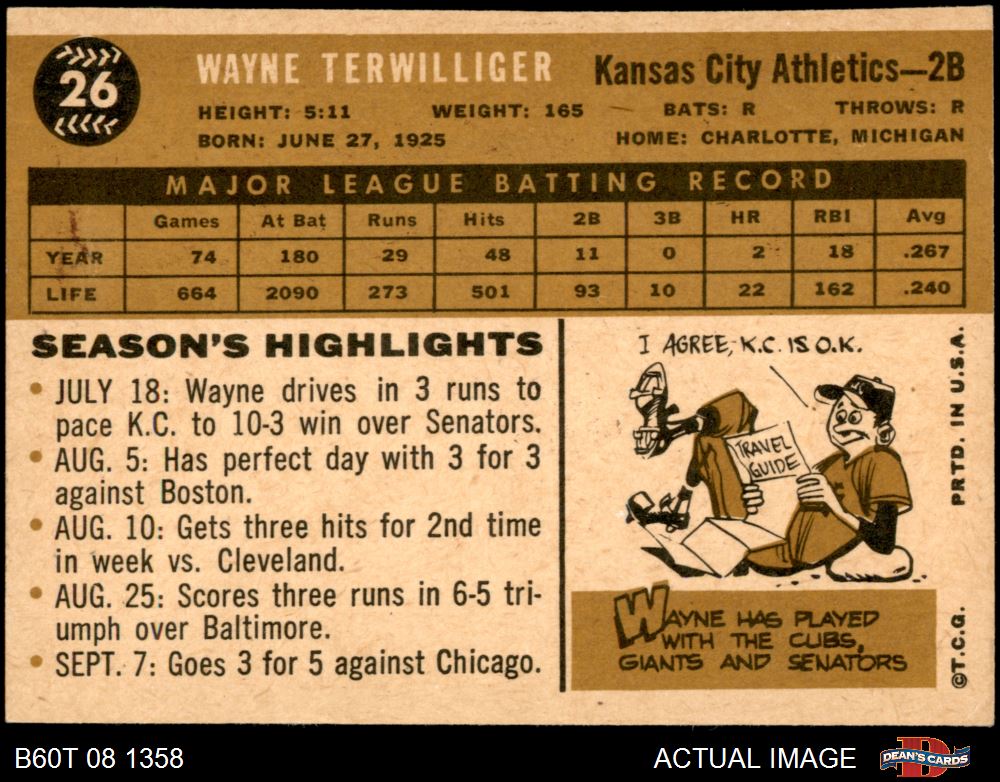 26
WAYNE TERWILLIGER
Kansas City Athletics—2B
HEIGHT: 5:11 WEIGHT: 165 BATS: R THROWS: R
BORN: JUNE 27, 1925 HOME: CHARLOTTE, MICHIGAN
MAJOR LEAGUE BATTING RECORD
Games At Bat Runs Hits 2B 3B HR RBI Avg
YEAR 74 180 29 48 11 0 2 18 .267
LIFE 664 2090 273 501 93 10 22 162 .240
SEASON'S HIGHLIGHTS
• JULY 18: Wayne drives in 3 runs to
pace K.C. to 10-3 win over Senators.
• AUG. 5: Has perfect day with 3 for 3
against Boston.
• AUG. 10: Gets three hits for 2nd time
in week vs. Cleveland.
• AUG. 25: Scores three runs in 6-5 tri-
umph over Baltimore.
• SEPT. 7: Goes 3 for 5 against Chicago.
I AGREE, K.C. IS O.K.
TRAVEL
GUIDE
WAYNE HAS PLAYED
WITH THE CUBS,
GIANTS AND SENATORS
©T.C.G. PRTD. IN U.S.A.
B60T 08 1358
ACTUAL IMAGE
DEAN'S CARDS